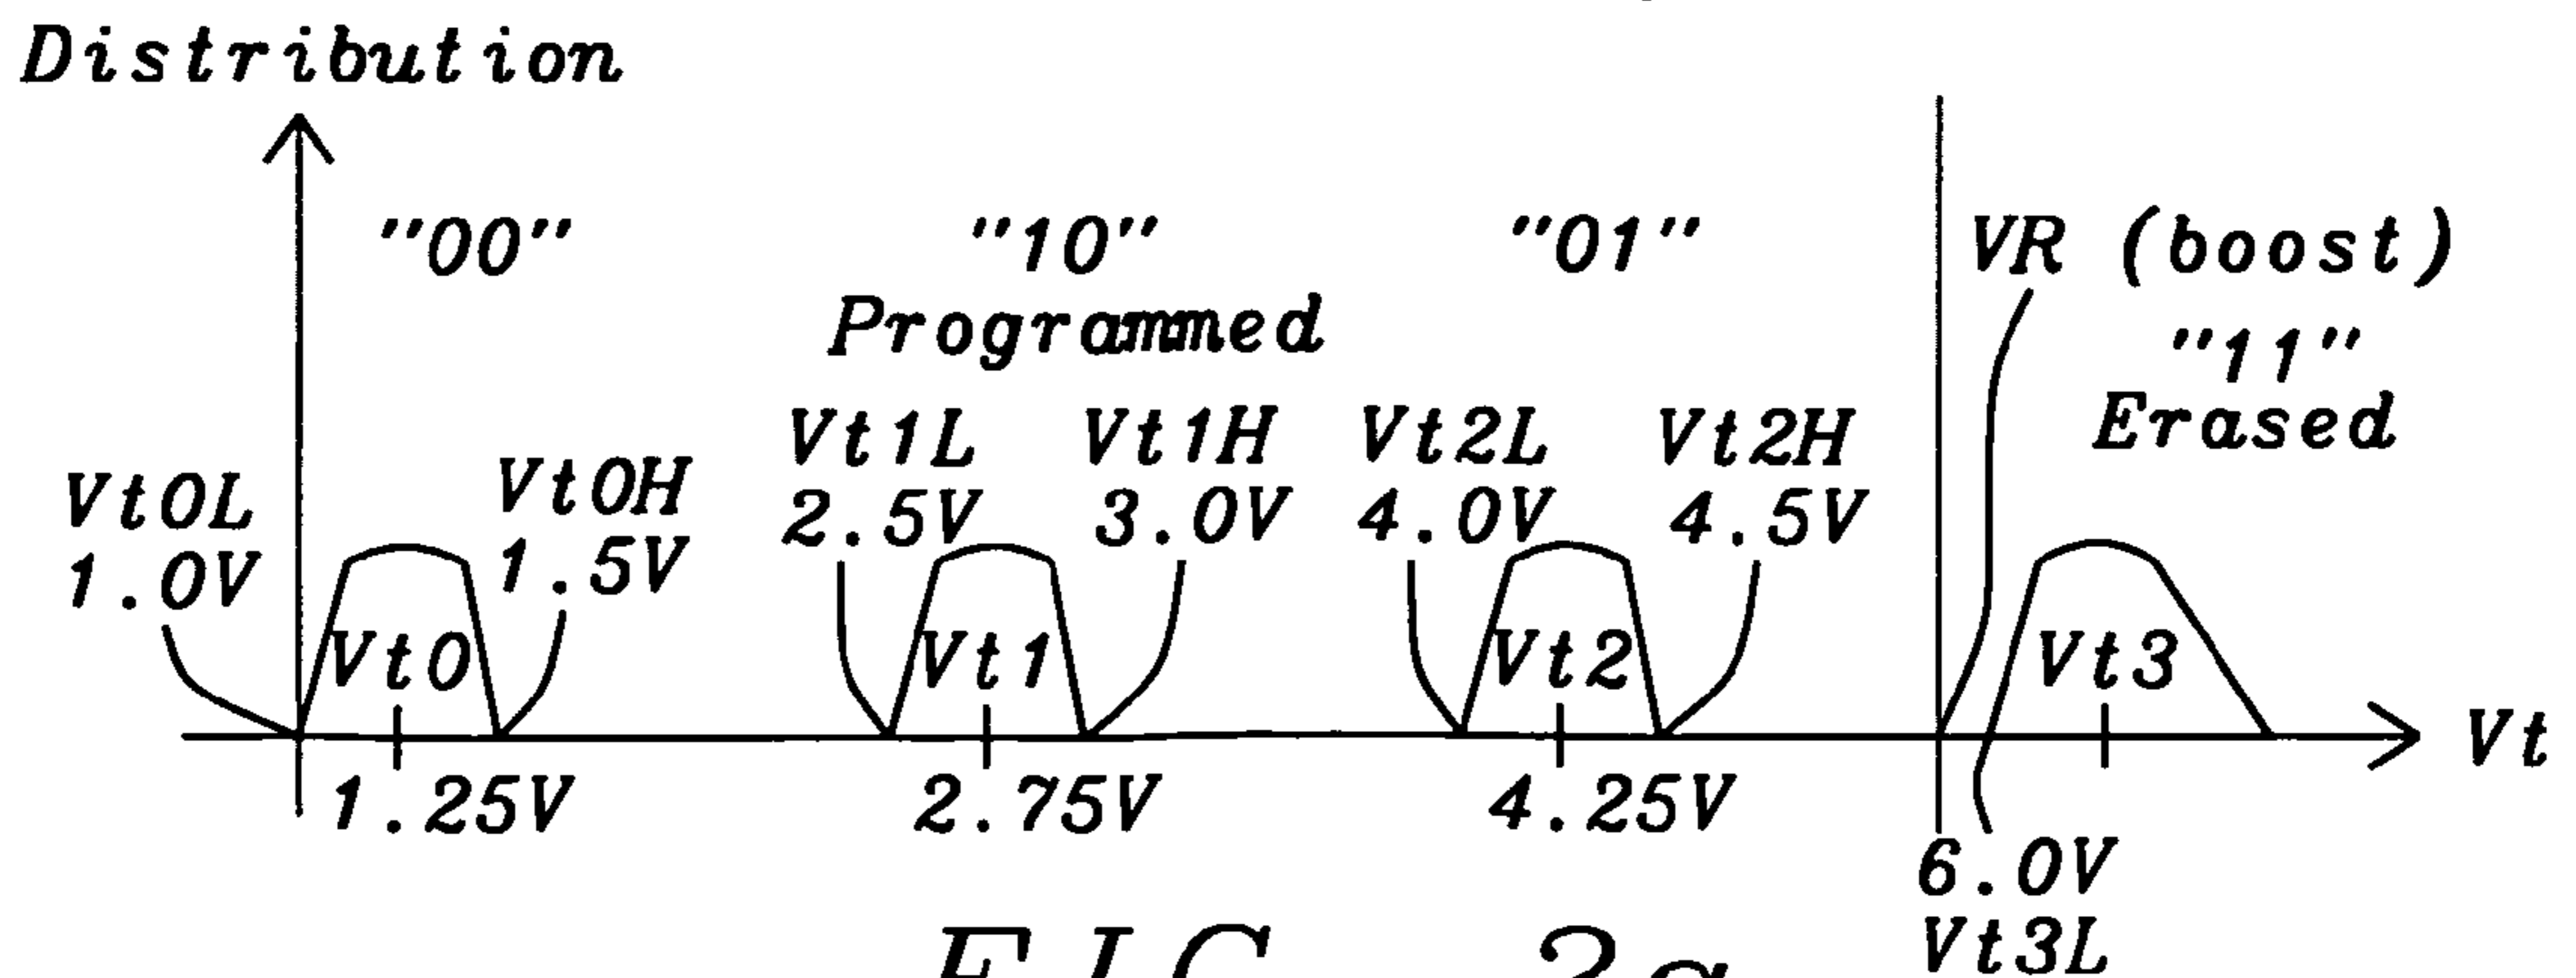 Distribution
"00"
"10"
Programmed
"01"
VR (boost)
"11"
Erased
Vt0L
1.0V
Vt0H
1.5V
Vt1L
2.5V
Vt1H
3.0V
Vt2L
4.0V
Vt2H
4.5V
Vt0
Vt1
Vt2
Vt3
Vt
1.25V
2.75V
4.25V
6.0V
Vt3L